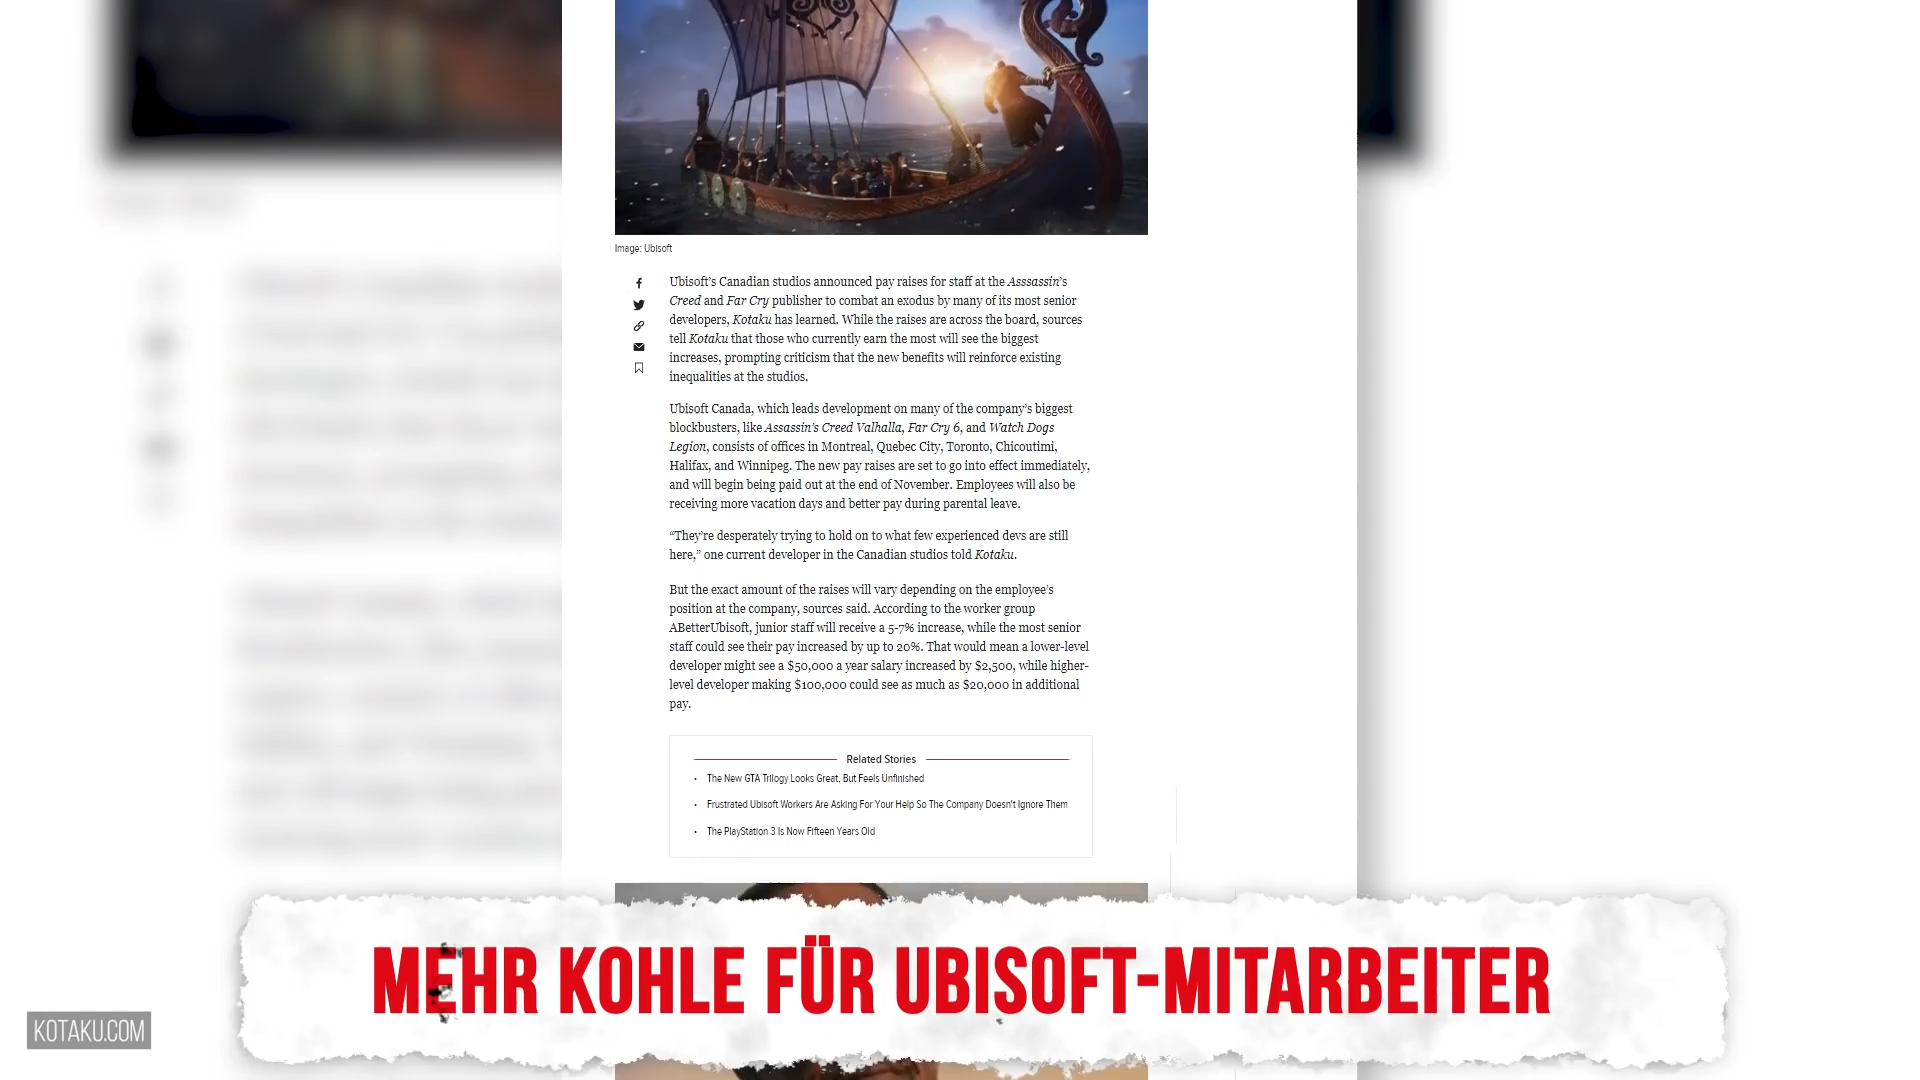 Image: Ubisoft
Ubisoft’s Canadian studios announced pay raises for staff at the Asssassin’s
Creed and Far Cry publisher to combat an exodus by many of its most senior
developers, Kotaku has learned. While the raises are across the board, sources
tell Kotaku that those who currently earn the most will see the biggest
increases, prompting criticism that the new benefits will reinforce existing
inequalities at the studios.
Ubisoft Canada, which leads development on many of the company’s biggest
blockbusters, like Assassin’s Creed Valhalla, Far Cry 6, and Watch Dogs
Legion, consists of offices in Montreal, Quebec City, Toronto, Chicoutimi,
Halifax, and Winnipeg. The new pay raises are set to go into effect immediately,
and will begin being paid out at the end of November. Employees will also be
receiving more vacation days and better pay during parental leave.
“They’re desperately trying to hold on to what few experienced devs are still
here,” one current developer in the Canadian studios told Kotaku.
But the exact amount of the raises will vary depending on the employee’s
position at the company, sources said. According to the worker group
ABetterUbisoft, junior staff will receive a 5-7% increase, while the most senior
staff could see their pay increased by up to 20%. That would mean a lower-level
developer might see a $50,000 a year salary increased by $2,500, while higher-
level developer making $100,000 could see as much as $20,000 in additional
pay.
Related Stories
• The New GTA Trilogy Looks Great, But Feels Unfinished
• Frustrated Ubisoft Workers Are Asking For Your Help So The Company Doesn't Ignore Them
• The PlayStation 3 Is Now Fifteen Years Old
MEHR KOHLE FÜR UBISOFT-MITARBEITER
KOTAKU.COM